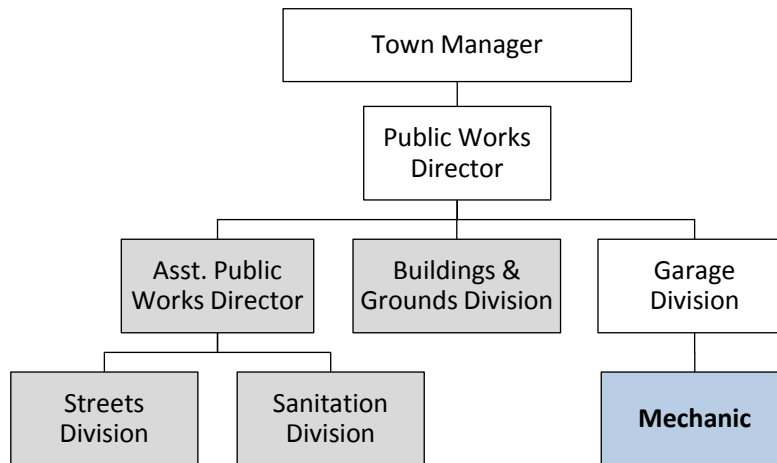 Town Manager
Public Works
Director
Asst. Public
Works Director
Buildings &
Grounds Division
Garage
Division
Streets
Division
Sanitation
Division
Mechanic